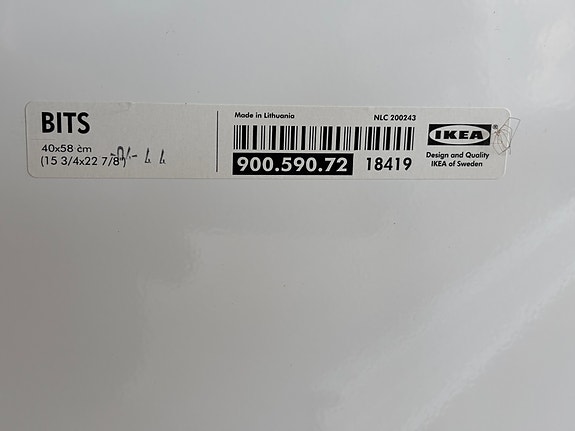 BITS
40x58 cm
(15 3/4x22 7/8")
Made in Lithuania
NLC 200243
900.590.72
18419
IKEA®
Design and Quality
IKEA of Sweden